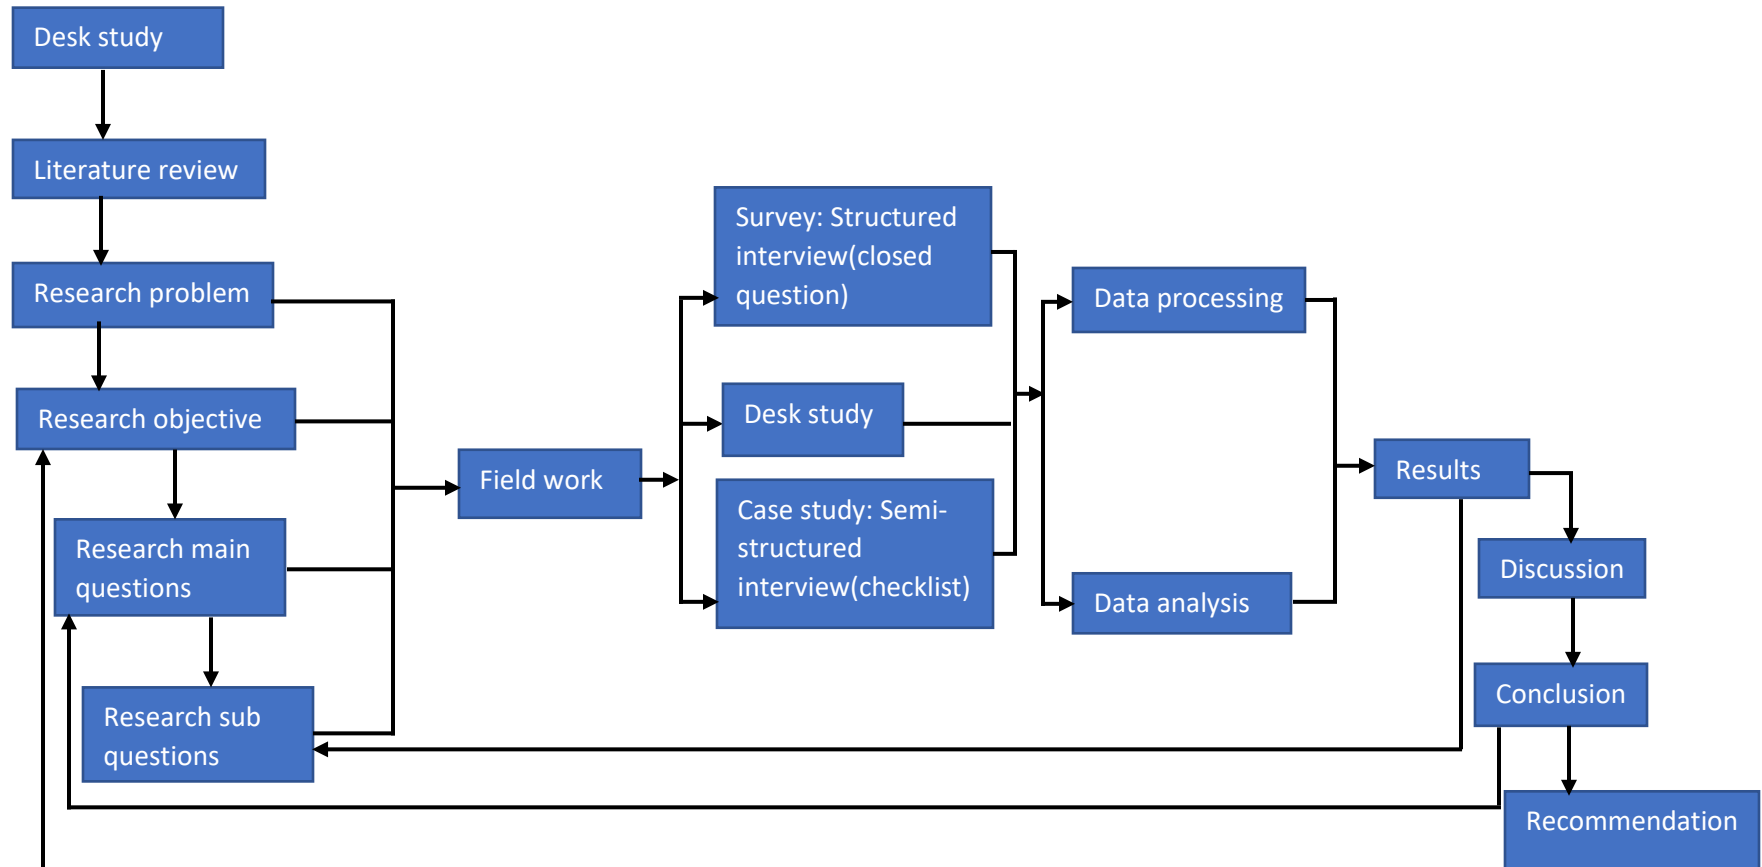 Desk study
Literature review
Research problem
Research objective
Research main
questions
Research sub
questions
Field work
Survey: Structured
interview(closed
question)
Desk study
Case study: Semi-
structured
interview(checklist)
Data processing
Data analysis
Results
Discussion
Conclusion
Recommendation